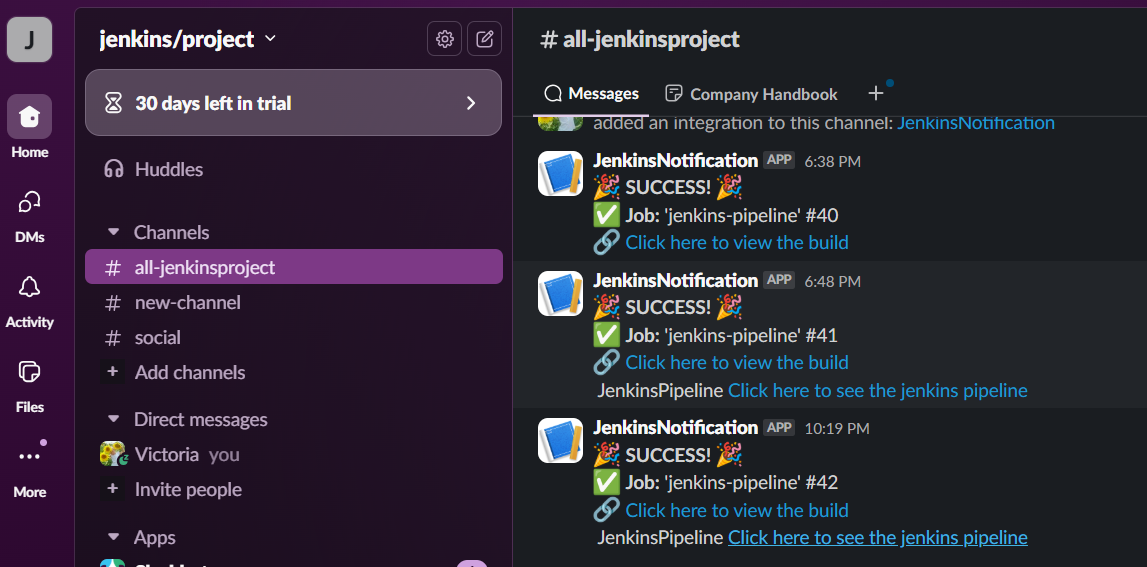 J
Home
DMs
Activity
Files
More
jenkins/project
30 days left in trial
Huddles
Channels
# all-jenkinsproject
# new-channel
# social
+ Add channels
Direct messages
Victoria you
+ Invite people
Apps
# all-jenkinsproject
Messages
Company Handbook
+
added an integration to this channel: JenkinsNotification
JenkinsNotification APP 6:38 PM
🎉 SUCCESS! 🎉
✅ Job: 'jenkins-pipeline' #40
🔗 Click here to view the build
JenkinsNotification APP 6:48 PM
🎉 SUCCESS! 🎉
✅ Job: 'jenkins-pipeline' #41
🔗 Click here to view the build
JenkinsPipeline Click here to see the jenkins pipeline
JenkinsNotification APP 10:19 PM
🎉 SUCCESS! 🎉
✅ Job: 'jenkins-pipeline' #42
🔗 Click here to view the build
JenkinsPipeline Click here to see the jenkins pipeline